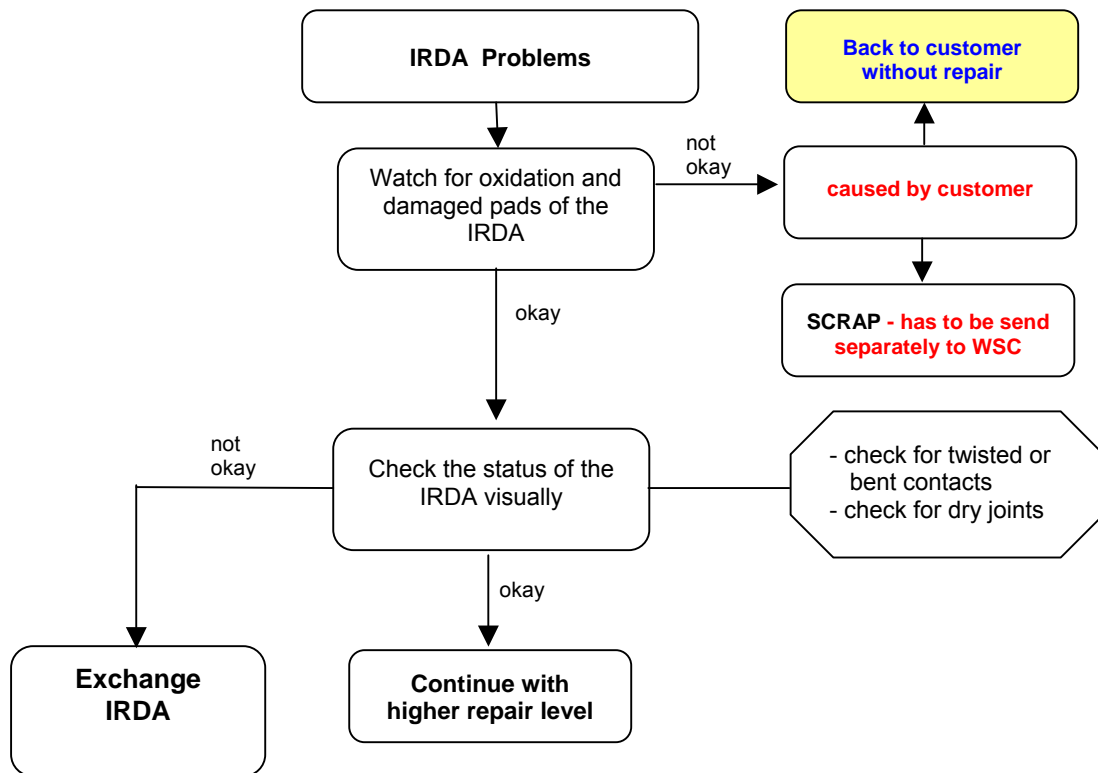 IRDA Problems
Back to customer
without repair
not
okay
Watch for oxidation and
damaged pads of the
IRDA
caused by customer
okay
SCRAP - has to be send
separately to WSC
not
okay
Check the status of the
IRDA visually
- check for twisted or
bent contacts
- check for dry joints
okay
Exchange
IRDA
Continue with
higher repair level